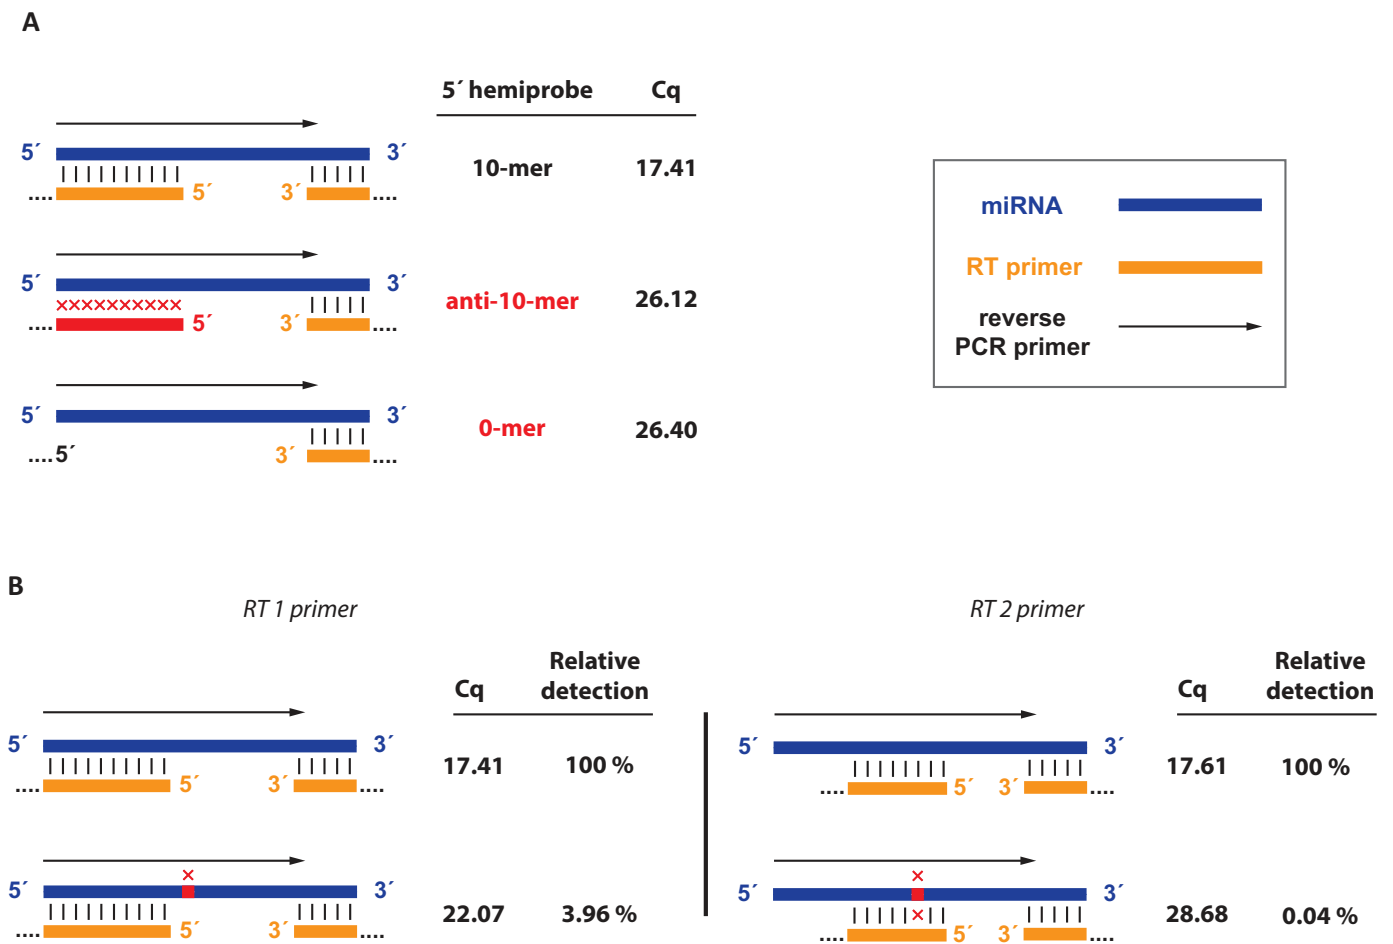 A
5´ hemiprobe Cq
5´ 3´
10-mer 17.41
.... 5´ 3´ ....
5´ 3´
××××××××××
anti-10-mer 26.12
.... 5´ 3´ ....
5´ 3´
0-mer 26.40
....5´ 3´ ....
miRNA
RT primer
reverse
PCR primer
B
RT 1 primer
Cq Relative
detection
5´ 3´
17.41 100 %
.... 5´ 3´ ....
×
5´ 3´
22.07 3.96 %
.... 5´ 3´ ....
RT 2 primer
Cq Relative
detection
5´ 3´
17.61 100 %
.... 5´ 3´ ....
×
5´ 3´
×
28.68 0.04 %
.... 5´ 3´ ....